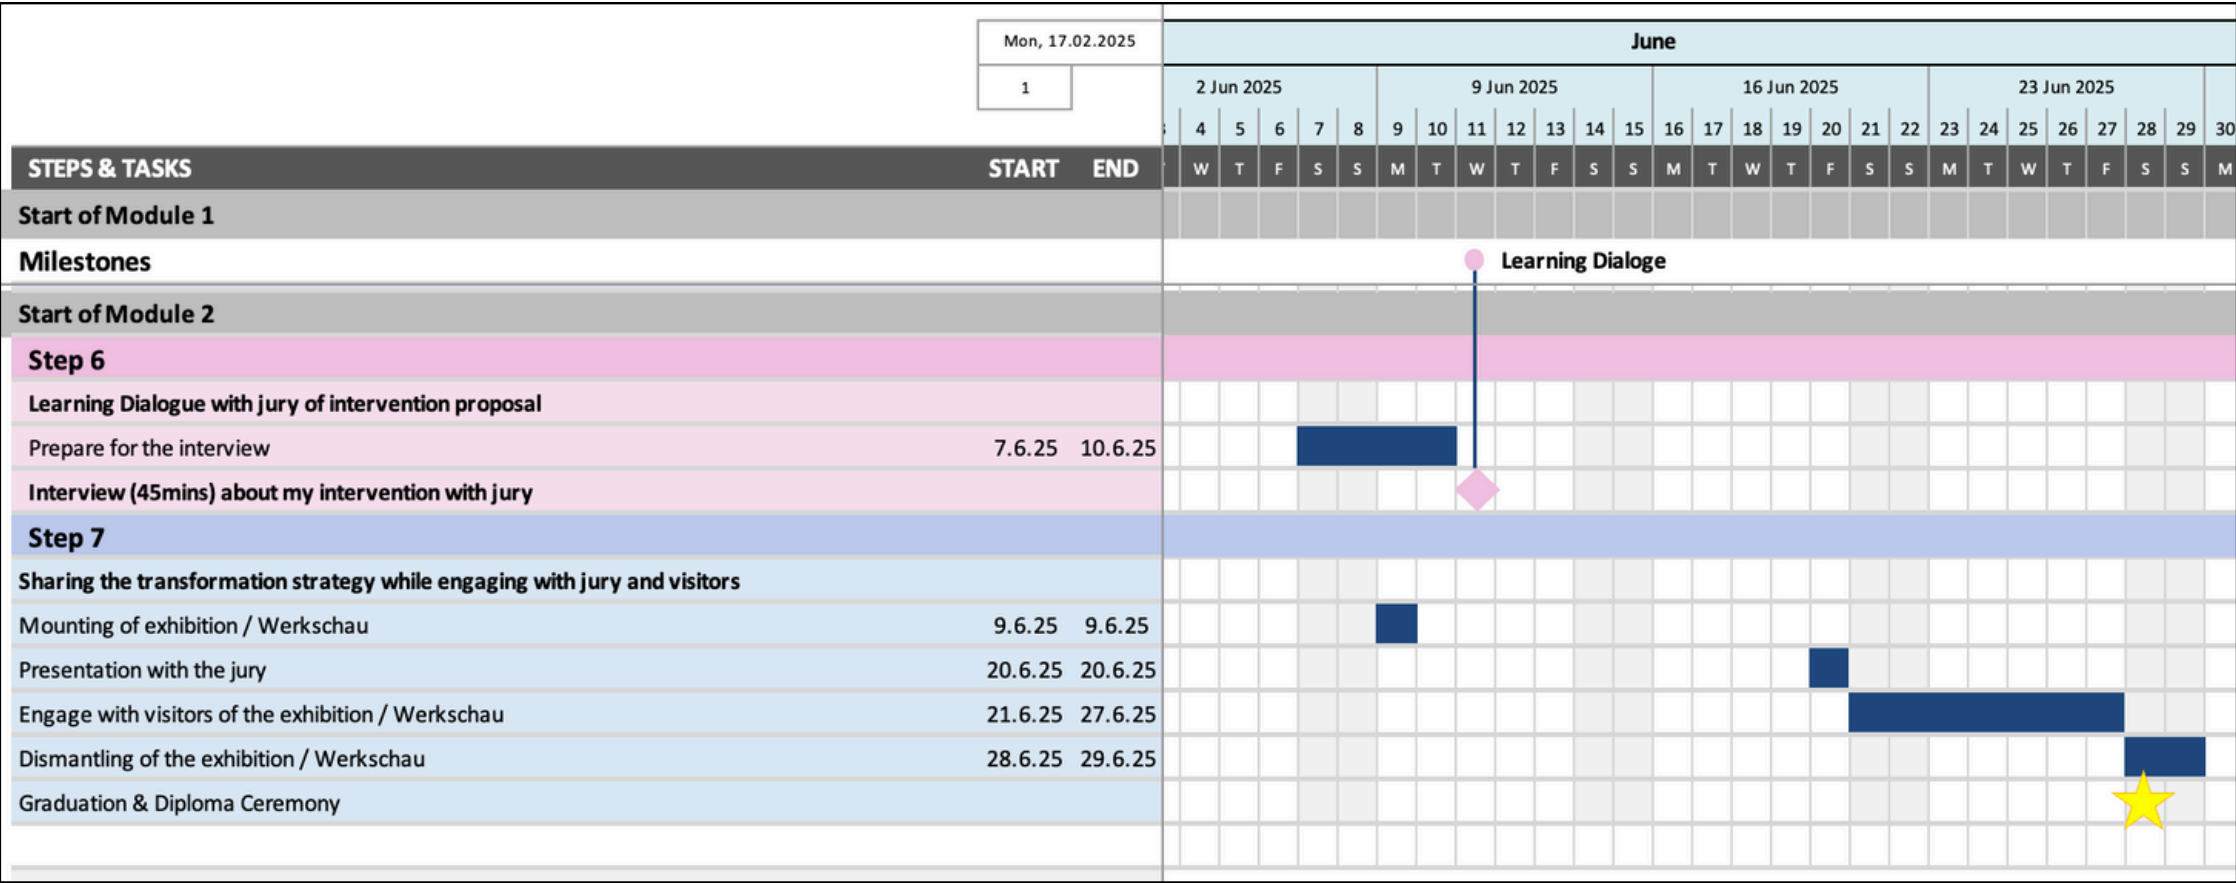 Mon, 17.02.2025 June
1 2 Jun 2025 9 Jun 2025 16 Jun 2025 23 Jun 2025
4 5 6 7 8 9 10 11 12 13 14 15 16 17 18 19 20 21 22 23 24 25 26 27 28 29 30
STEPS & TASKS START END W T F S S M T W T F S S M T W T F S S M T W T F S S M
Start of Module 1
Milestones Learning Dialoge
Start of Module 2
Step 6
Learning Dialogue with jury of intervention proposal
Prepare for the interview 7.6.25 10.6.25
Interview (45mins) about my intervention with jury
Step 7
Sharing the transformation strategy while engaging with jury and visitors
Mounting of exhibition / Werkschau 9.6.25 9.6.25
Presentation with the jury 20.6.25 20.6.25
Engage with visitors of the exhibition / Werkschau 21.6.25 27.6.25
Dismantling of the exhibition / Werkschau 28.6.25 29.6.25
Graduation & Diploma Ceremony